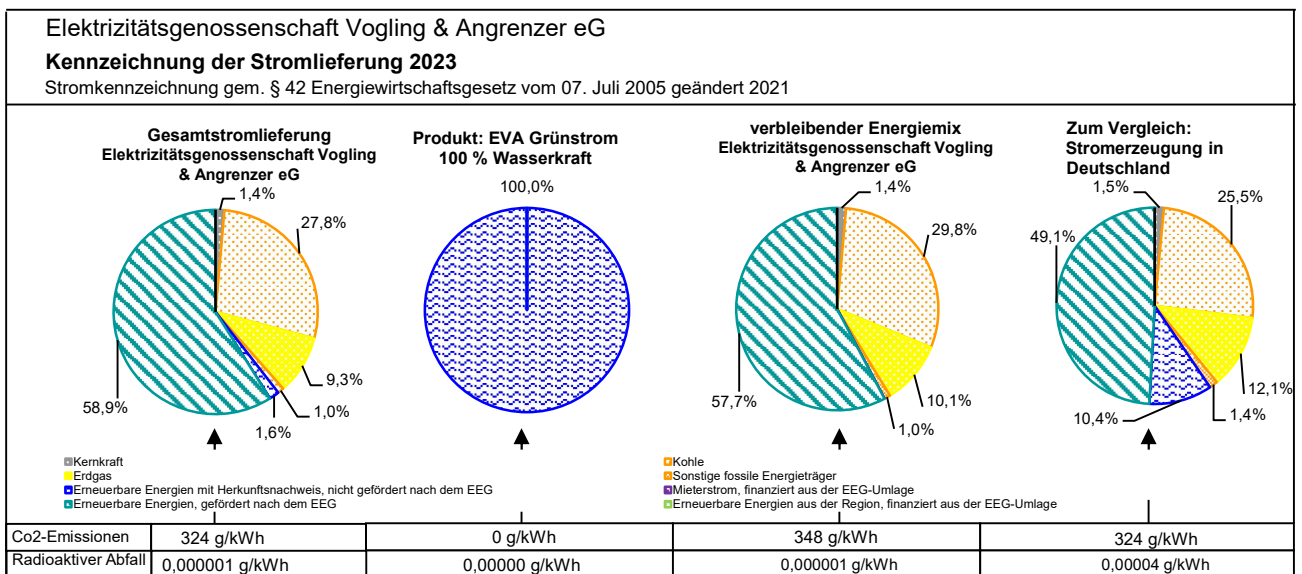 Elektrizitätsgenossenschaft Vogling & Angrenzer eG
Kennzeichnung der Stromlieferung 2023
Stromkennzeichnung gem. § 42 Energiewirtschaftsgesetz vom 07. Juli 2005 geändert 2021
Gesamtstromlieferung
Elektrizitätsgenossenschaft Vogling
& Angrenzer eG
1,4%
27,8%
9,3%
1,0%
1,6%
58,9%
Produkt: EVA Grünstrom
100 % Wasserkraft
100,0%
verbleibender Energiemix
Elektrizitätsgenossenschaft Vogling
& Angrenzer eG
1,4%
29,8%
10,1%
1,0%
57,7%
Zum Vergleich:
Stromerzeugung in
Deutschland
1,5%
25,5%
12,1%
1,4%
10,4%
49,1%
Kernkraft
Erdgas
Erneuerbare Energien mit Herkunftsnachweis, nicht gefördert nach dem EEG
Erneuerbare Energien, gefördert nach dem EEG
Kohle
Sonstige fossile Energieträger
Mieterstrom, finanziert aus der EEG-Umlage
Erneuerbare Energien aus der Region, finanziert aus der EEG-Umlage
Co2-Emissionen 324 g/kWh 0 g/kWh 348 g/kWh 324 g/kWh
Radioaktiver Abfall 0,000001 g/kWh 0,00000 g/kWh 0,000001 g/kWh 0,00004 g/kWh